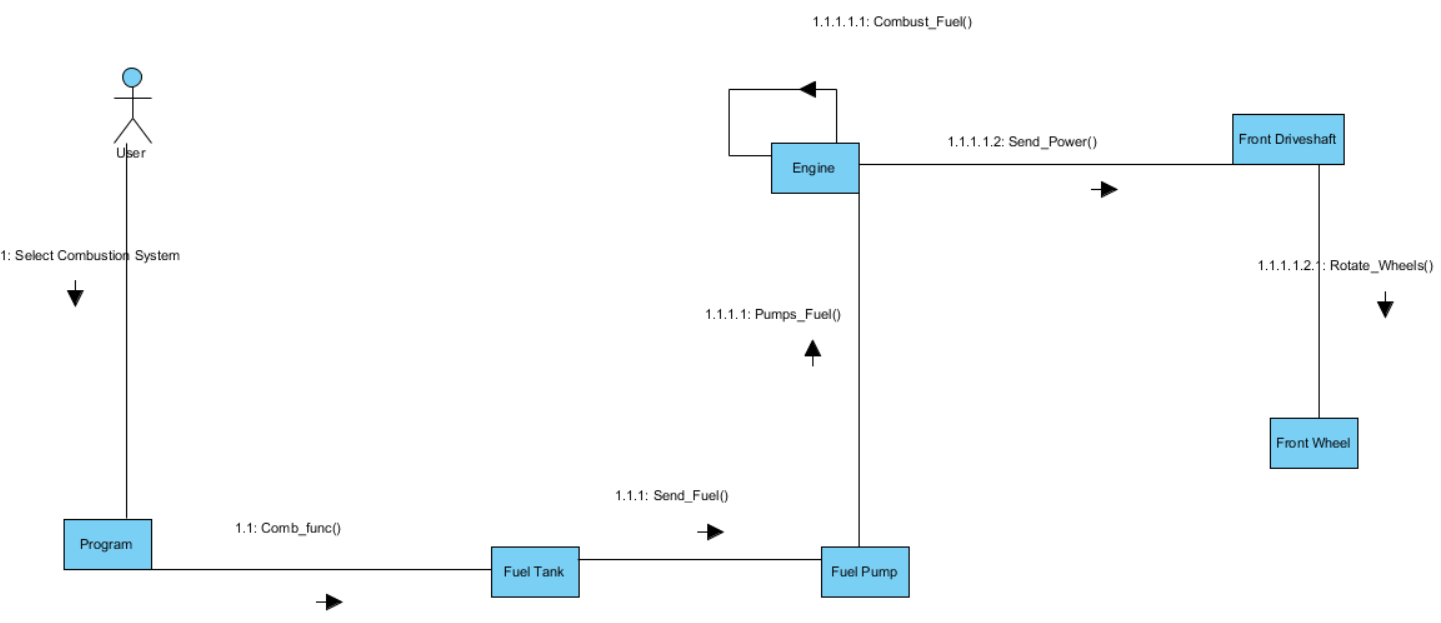 1.1.1.1.1: Combust_Fuel()
User
Engine
1.1.1.1.2: Send_Power()
Front Driveshaft
1: Select Combustion System
1.1.1.1.2.1: Rotate_Wheels()
1.1.1.1: Pumps_Fuel()
Front Wheel
1.1.1: Send_Fuel()
1.1: Comb_func()
Program
Fuel Tank
Fuel Pump